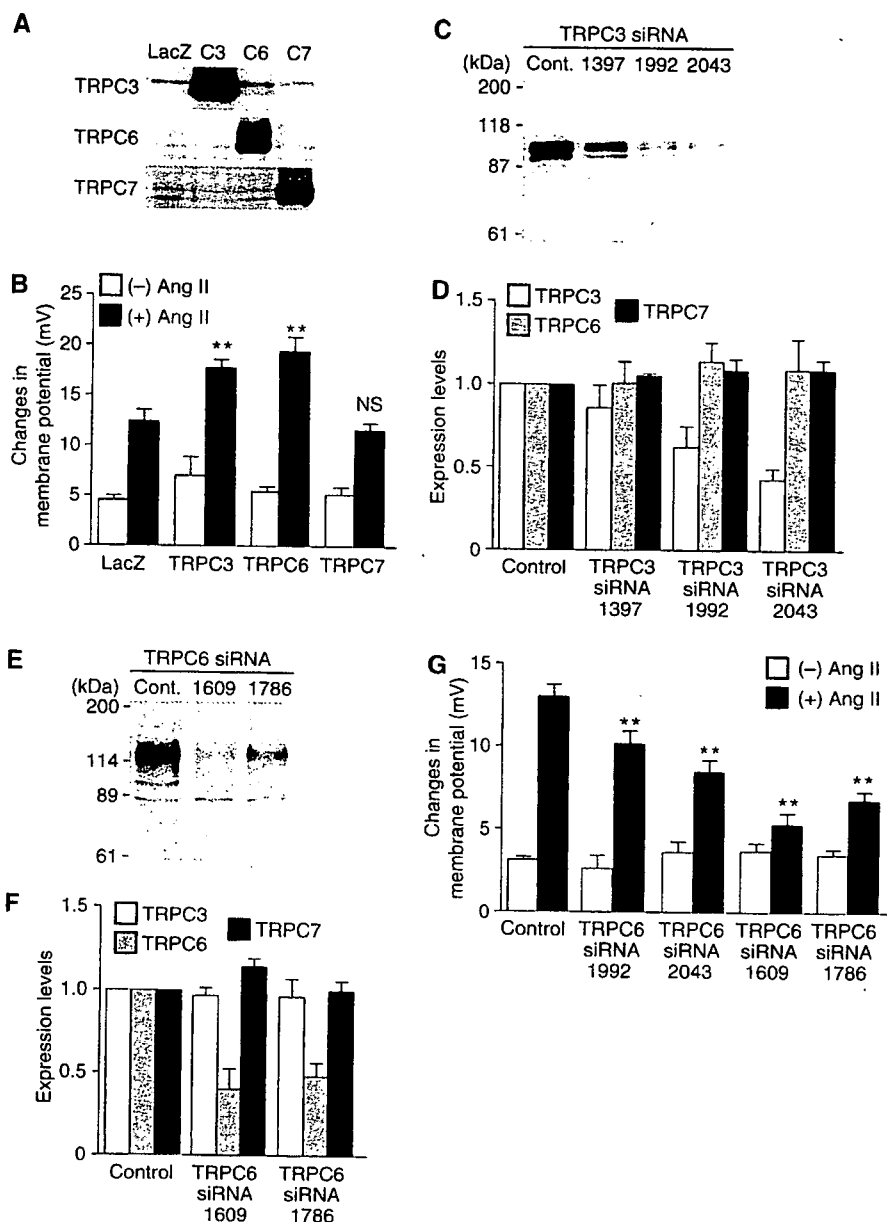 A
LacZ C3 C6 C7
TRPC3
TRPC6
TRPC7
B
(–) Ang II
(+) Ang II
Changes in
membrane potential (mV)
25
20
15
10
5
0
**
**
NS
LacZ TRPC3 TRPC6 TRPC7
C
TRPC3 siRNA
(kDa) Cont. 1397 1992 2043
200
118
87
61
D
TRPC3
TRPC6
TRPC7
Expression levels
1.5
1.0
0.5
0
Control TRPC3 TRPC3 TRPC3
siRNA siRNA siRNA
1397 1992 2043
E
TRPC6 siRNA
(kDa) Cont. 1609 1786
200
114
89
61
F
TRPC3
TRPC6
TRPC7
Expression levels
1.5
1.0
0.5
0
Control TRPC6 TRPC6
siRNA siRNA
1609 1786
G
(–) Ang II
(+) Ang II
Changes in
membrane potential (mV)
15
10
5
0
**
**
**
**
Control TRPC6 TRPC6 TRPC6 TRPC6
siRNA siRNA siRNA siRNA
1992 2043 1609 1786